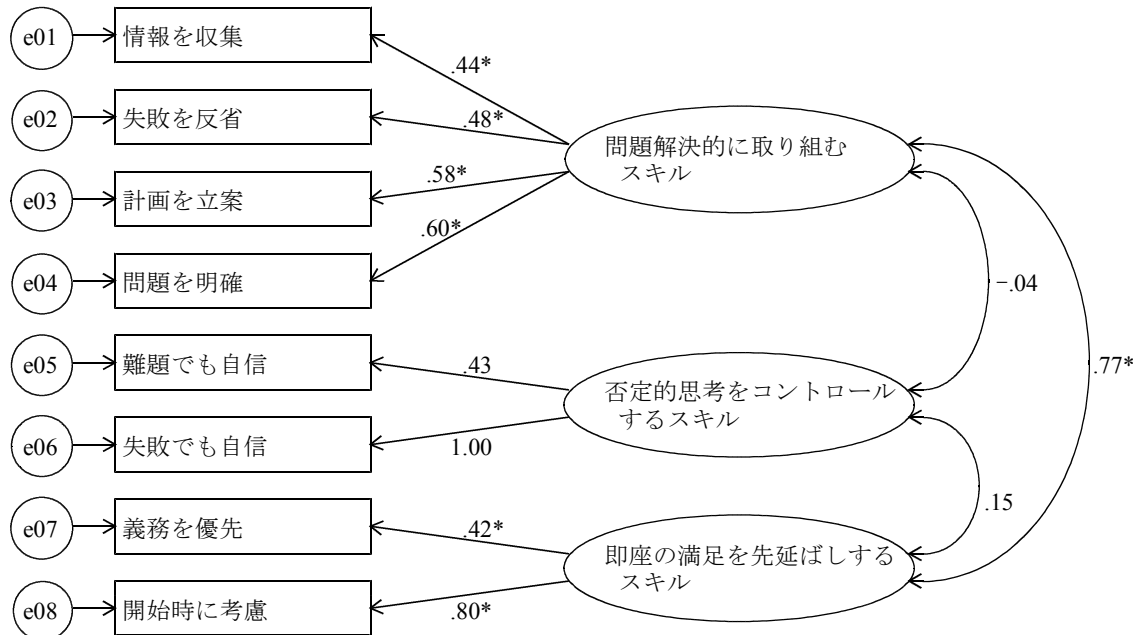 e01
情報を収集
.44*
e02
失敗を反省
.48*
問題解決的に取り組む
スキル
e03
計画を立案
.58*
.60*
e04
問題を明確
-.04
e05
難題でも自信
.43
否定的思考をコントロール
するスキル
.77*
e06
失敗でも自信
1.00
.15
e07
義務を優先
.42*
即座の満足を先延ばしする
スキル
e08
開始時に考慮
.80*